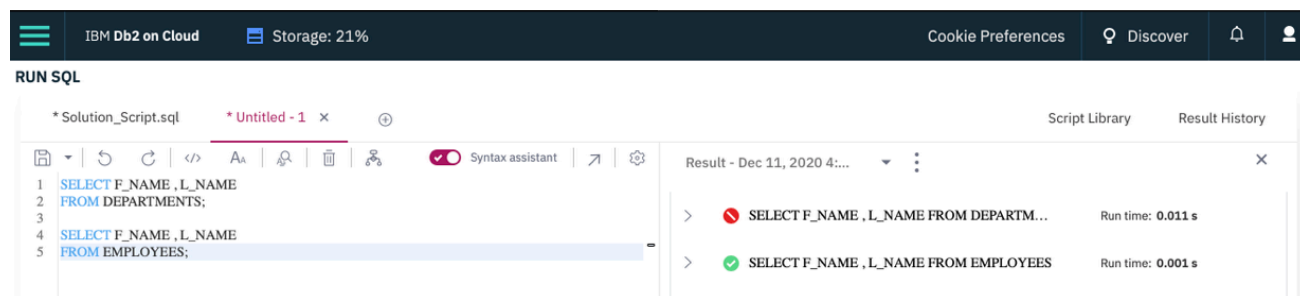 IBM Db2 on Cloud Storage: 21% Cookie Preferences Discover
RUN SQL
* Solution_Script.sql * Untitled - 1 × Script Library Result History
AA Syntax assistant Result - Dec 11, 2020 4:...
1 SELECT F_NAME , L_NAME
2 FROM DEPARTMENTS;
3
4 SELECT F_NAME , L_NAME
5 FROM EMPLOYEES;
SELECT F_NAME , L_NAME FROM DEPARTM... Run time: 0.011 s
SELECT F_NAME , L_NAME FROM EMPLOYEES Run time: 0.001 s